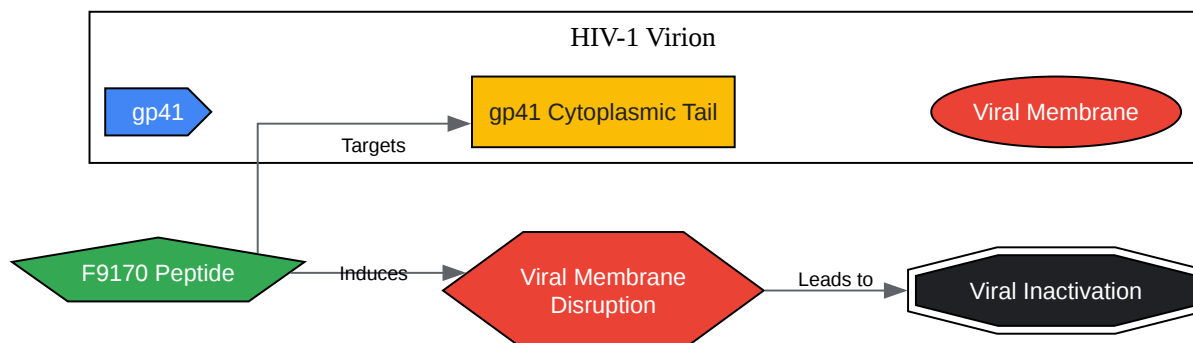 HIV-1 Virion
gp41
gp41 Cytoplasmic Tail
Viral Membrane
Targets
F9170 Peptide
Induces
Viral Membrane
Disruption
Leads to
Viral Inactivation